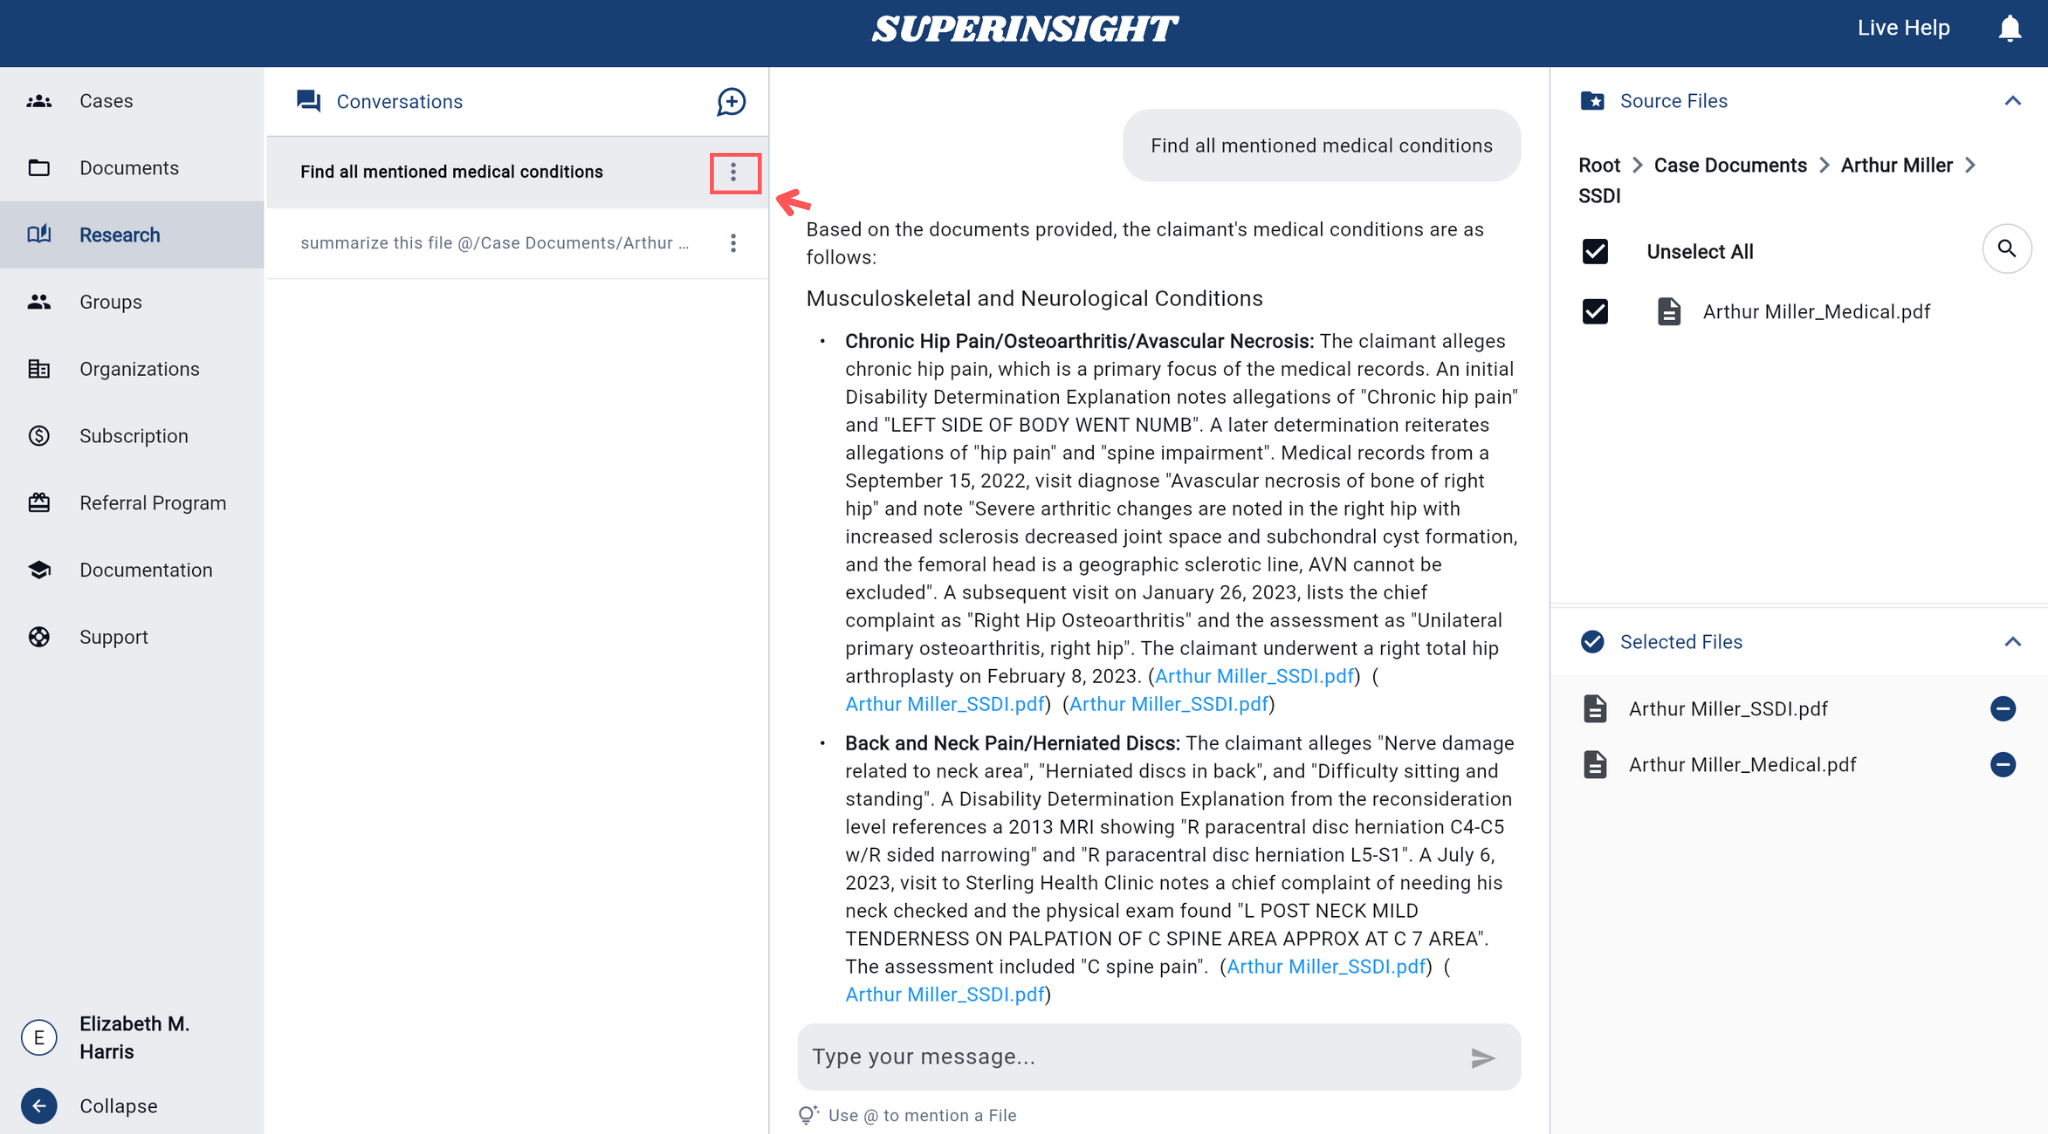 SUPERINSIGHT
Live Help
Cases
Documents
Research
Groups
Organizations
Subscription
Referral Program
Documentation
Support
E
Elizabeth M.
Harris
Collapse
Conversations
Find all mentioned medical conditions
summarize this file @/Case Documents/Arthur ...
Find all mentioned medical conditions
Based on the documents provided, the claimant's medical conditions are as
follows:
Musculoskeletal and Neurological Conditions
• Chronic Hip Pain/Osteoarthritis/Avascular Necrosis: The claimant alleges
chronic hip pain, which is a primary focus of the medical records. An initial
Disability Determination Explanation notes allegations of "Chronic hip pain"
and "LEFT SIDE OF BODY WENT NUMB". A later determination reiterates
allegations of "hip pain" and "spine impairment". Medical records from a
September 15, 2022, visit diagnose "Avascular necrosis of bone of right
hip" and note "Severe arthritic changes are noted in the right hip with
increased sclerosis decreased joint space and subchondral cyst formation,
and the femoral head is a geographic sclerotic line, AVN cannot be
excluded". A subsequent visit on January 26, 2023, lists the chief
complaint as "Right Hip Osteoarthritis" and the assessment as "Unilateral
primary osteoarthritis, right hip". The claimant underwent a right total hip
arthroplasty on February 8, 2023. (Arthur Miller_SSDI.pdf) (
Arthur Miller_SSDI.pdf) (Arthur Miller_SSDI.pdf)
• Back and Neck Pain/Herniated Discs: The claimant alleges "Nerve damage
related to neck area", "Herniated discs in back", and "Difficulty sitting and
standing". A Disability Determination Explanation from the reconsideration
level references a 2013 MRI showing "R paracentral disc herniation C4-C5
w/R sided narrowing" and "R paracentral disc herniation L5-S1". A July 6,
2023, visit to Sterling Health Clinic notes a chief complaint of needing his
neck checked and the physical exam found "L POST NECK MILD
TENDERNESS ON PALPATION OF C SPINE AREA APPROX AT C 7 AREA".
The assessment included "C spine pain". (Arthur Miller_SSDI.pdf) (
Arthur Miller_SSDI.pdf)
Type your message...
Use @ to mention a File
Source Files
Root > Case Documents > Arthur Miller >
SSDI
Unselect All
Arthur Miller_Medical.pdf
Selected Files
Arthur Miller_SSDI.pdf
Arthur Miller_Medical.pdf